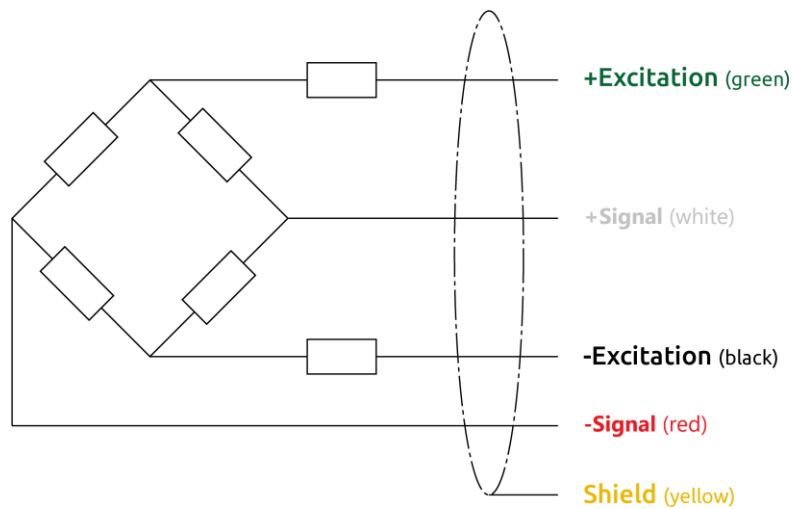 +Excitation (green)
+Signal (white)
-Excitation (black)
-Signal (red)
Shield (yellow)